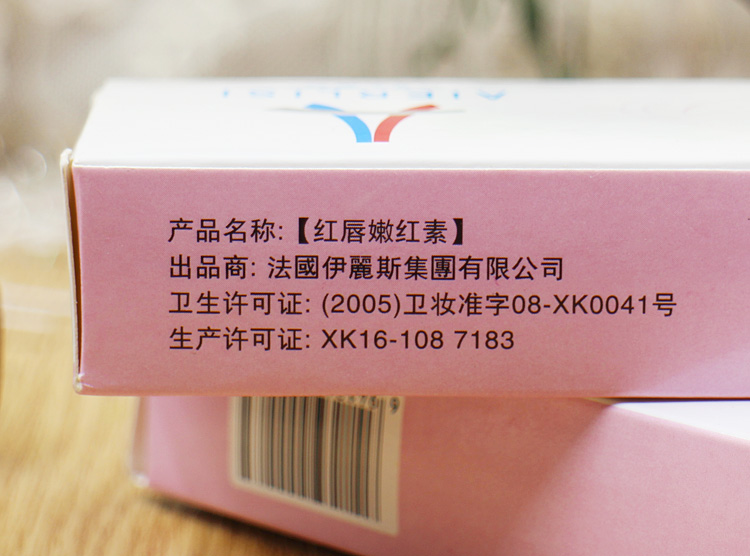 产品名称:【红唇嫩红素】
出品商: 法國伊麗斯集團有限公司
卫生许可证: (2005)卫妆准字08-XK0041号
生产许可证: XK16-108 7183